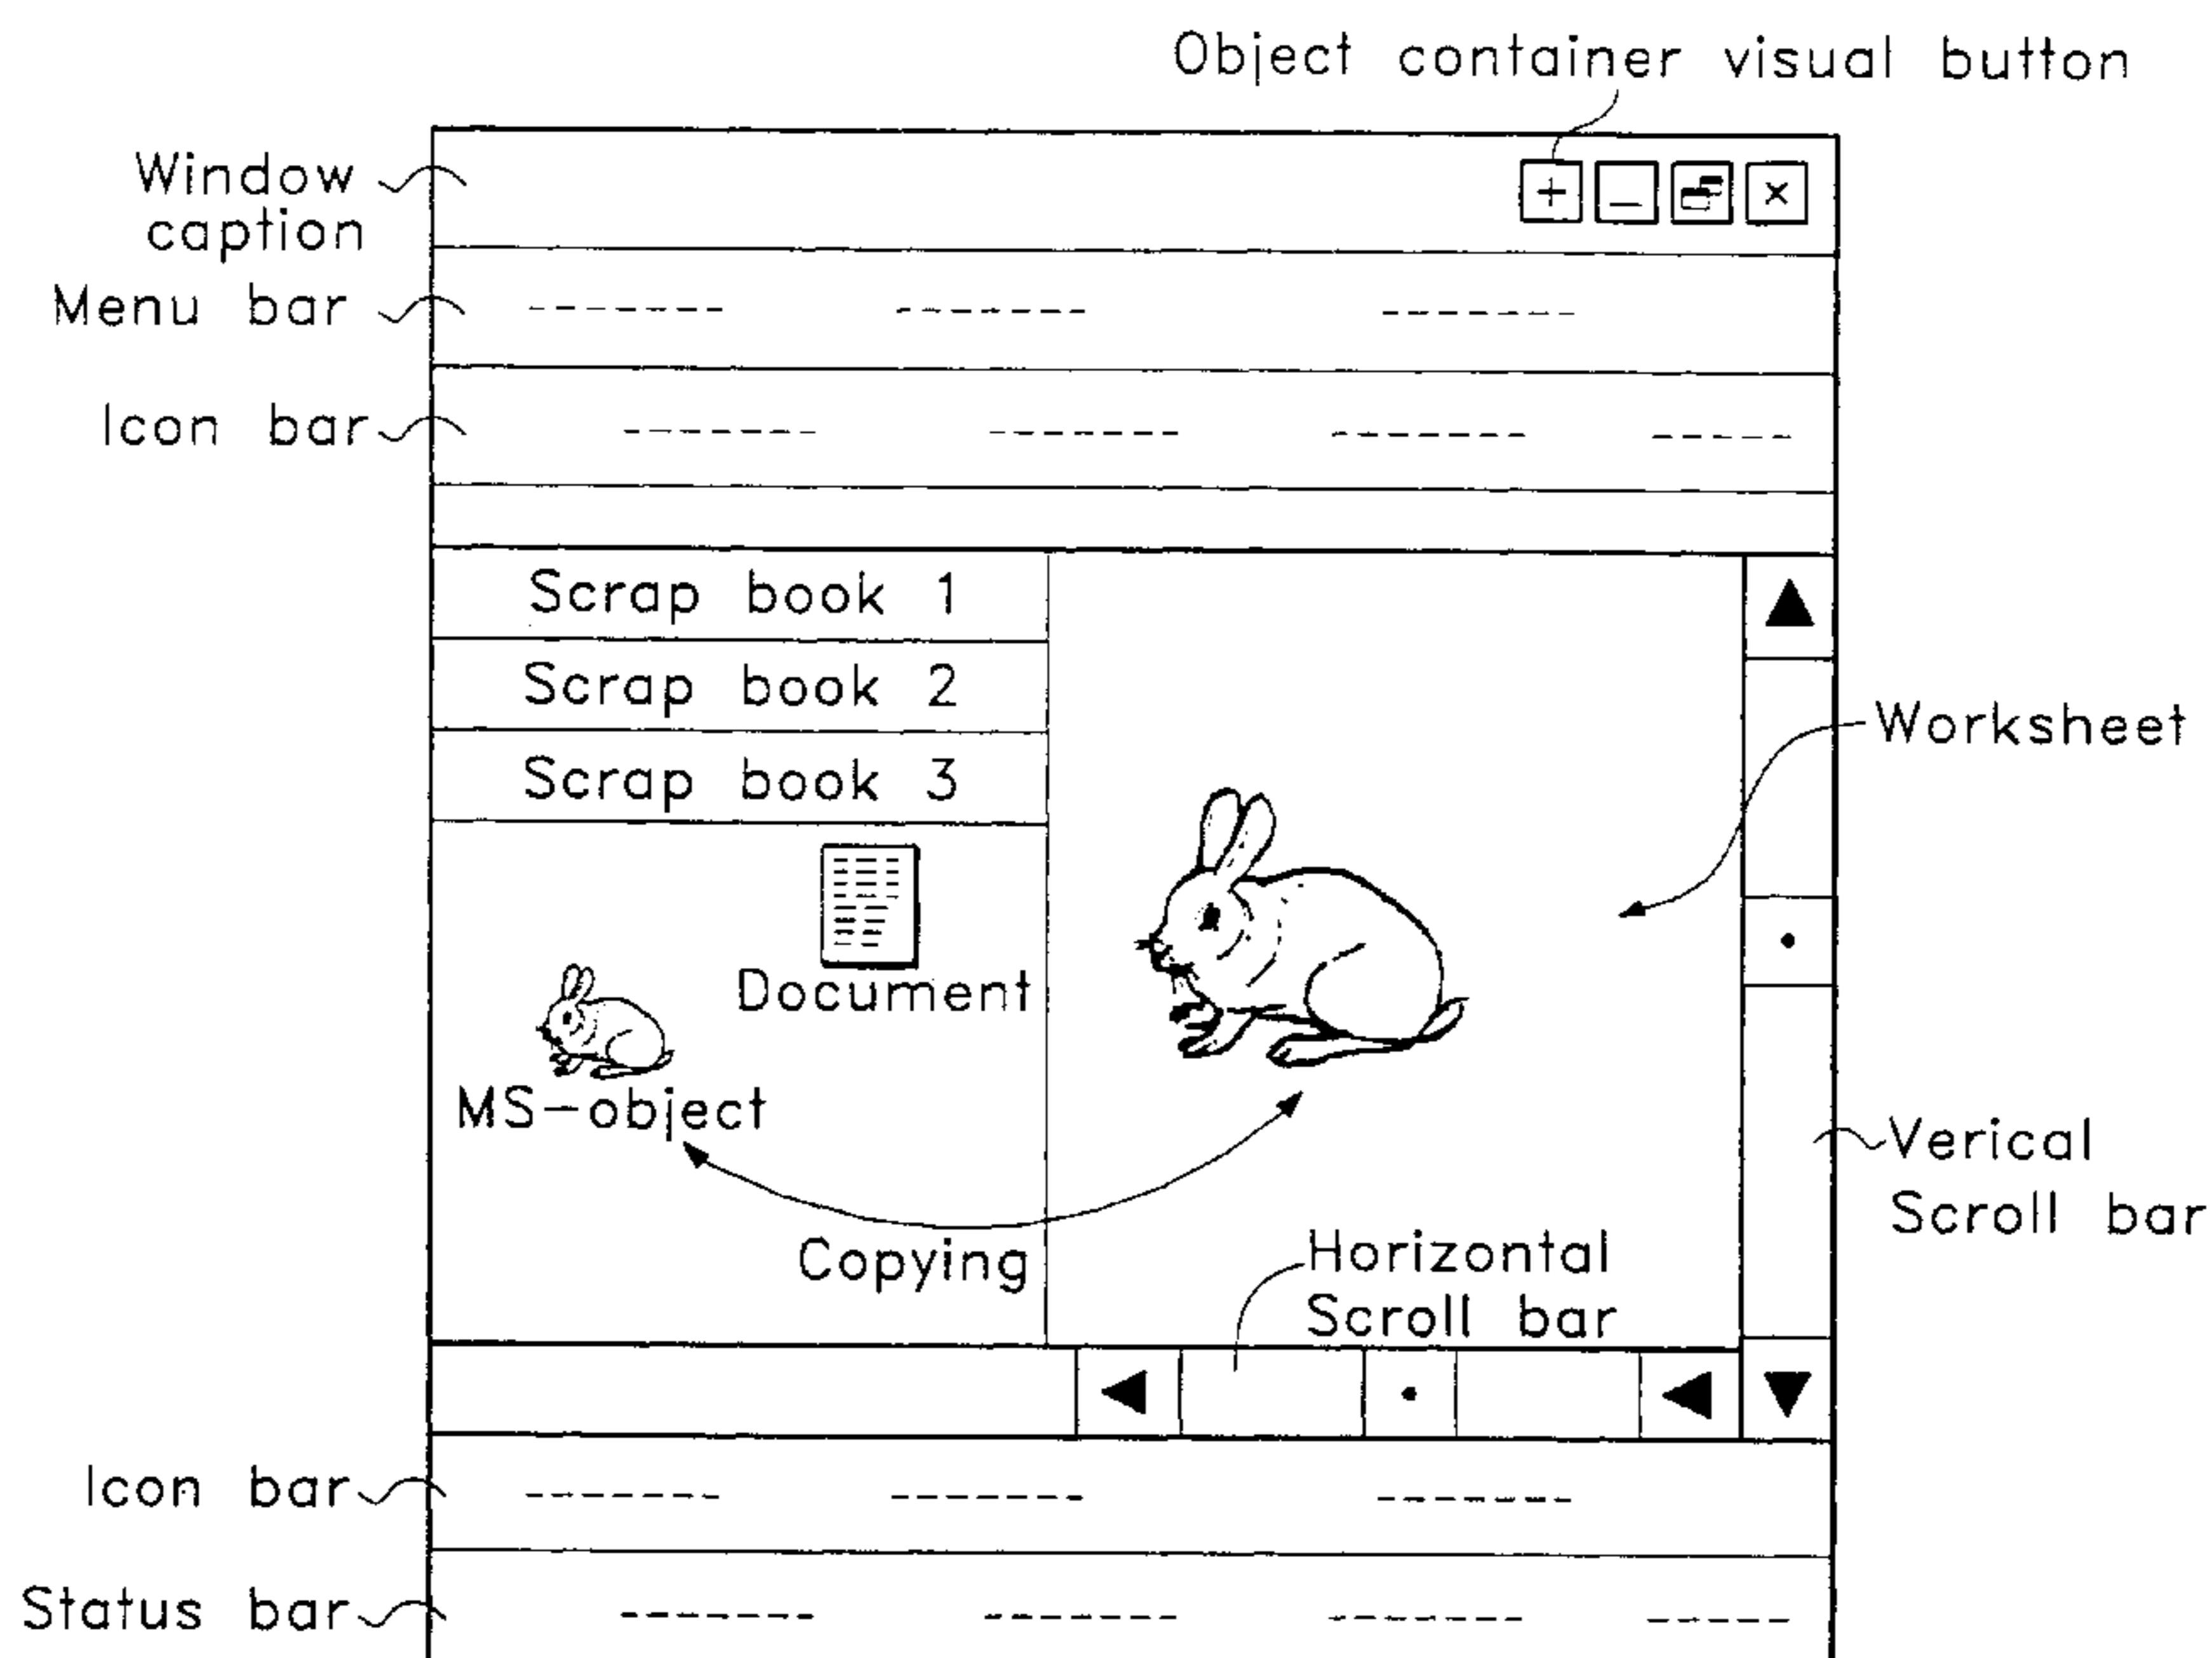 Object container visual button
Window
caption
Menu bar
Icon bar
Scrap book 1
Scrap book 2
Scrap book 3
Worksheet
Document
MS-object
Verical
Scroll bar
Copying
Horizontal
Scroll bar
Icon bar
Status bar